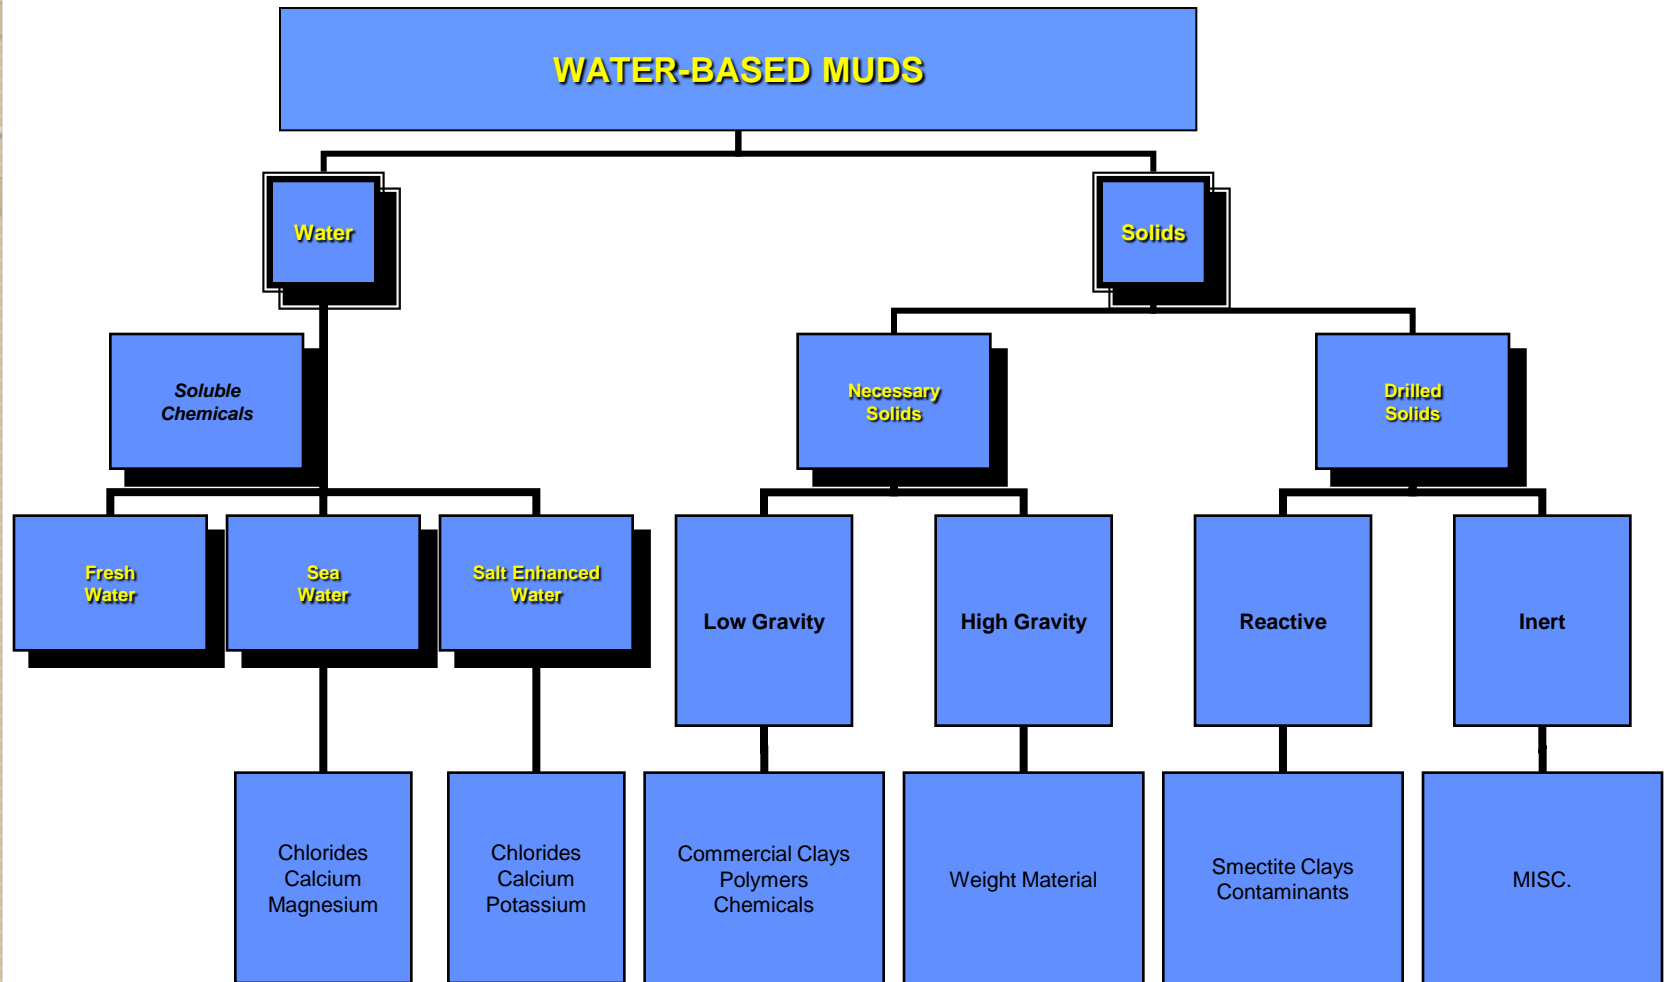 WATER-BASED MUDS
Water
Solids
Soluble
Chemicals
Necessary
Solids
Drilled
Solids
Fresh
Water
Sea
Water
Salt Enhanced
Water
Low Gravity
High Gravity
Reactive
Inert
Chlorides
Calcium
Magnesium
Chlorides
Calcium
Potassium
Commercial Clays
Polymers
Chemicals
Weight Material
Smectite Clays
Contaminants
MISC.